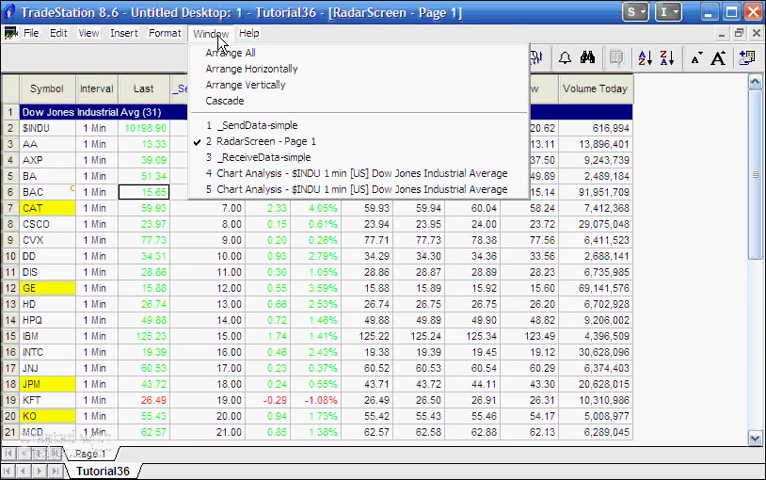 TradeStation 8.6 - Untitled Desktop: 1 - Tutorial36 - [RadarScreen - Page 1]
File Edit View Insert Format Window Help
Arrange All
Arrange Horizontally
Arrange Vertically
Cascade
1 _SendData-simple
2 RadarScreen - Page 1
3 _ReceiveData-simple
4 Chart Analysis - $INDU 1 min [US] Dow Jones Industrial Average
5 Chart Analysis - $INDU 1 min [US] Dow Jones Industrial Average
Symbol Interval Last Volume Today
1 Dow Jones Industrial Avg (31)
2 $INDU 1 Min 10198.90 20.62 616,994
3 AA 1 Min 13.33 13,896,401
4 AXP 1 Min 39.09 9,243,739
5 BA 1 Min 51.34 2,489,184
6 BAC 1 Min 15.65 91,951,709
7 CAT 1 Min 59.93 7.00 2.33 4.05% 59.93 59.94 60.04 58.24 7,412,368
8 CSCO 1 Min 23.97 8.00 0.15 0.61% 23.94 23.95 24.00 23.72 29,075,048
9 CVX 1 Min 77.73 9.00 0.20 0.26% 77.71 77.73 78.38 77.56 6,411,523
10 DD 1 Min 34.31 10.00 0.93 2.79% 34.29 34.30 34.36 33.56 2,688,141
11 DIS 1 Min 28.86 11.00 0.30 1.05% 28.86 28.87 28.89 28.38 6,735,985
12 GE 1 Min 15.88 12.00 0.55 3.59% 15.88 15.89 15.92 15.36 69,141,576
13 HD 1 Min 26.74 13.00 0.66 2.53% 26.74 26.75 26.75 26.13 6,702,928
14 HPQ 1 Min 49.88 14.00 0.72 1.46% 49.88 49.89 49.99 49.12 9,206,002
15 IBM 1 Min 125.23 15.00 1.74 1.41% 125.22 125.24 125.34 123.49 4,396,509
16 INTC 1 Min 19.39 16.00 0.46 2.43% 19.38 19.39 19.45 19.12 30,628,096
17 JNJ 1 Min 60.53 17.00 0.23 0.37% 60.52 60.53 60.54 60.27 6,374,403
18 JPM 1 Min 43.72 18.00 0.24 0.55% 43.71 43.72 44.11 43.30 20,628,015
19 KFT 1 Min 26.49 19.00 -0.29 -1.08% 26.49 26.50 26.91 26.40 10,310,986
20 KO 1 Min 55.43 20.00 0.94 1.73% 55.42 55.43 55.46 54.58 5,008,977
21 MCD 1 Min 62.57 21.00 0.85 1.38% 62.57 62.58 62.88 62.13 6,289,045
Page 1
Tutorial36